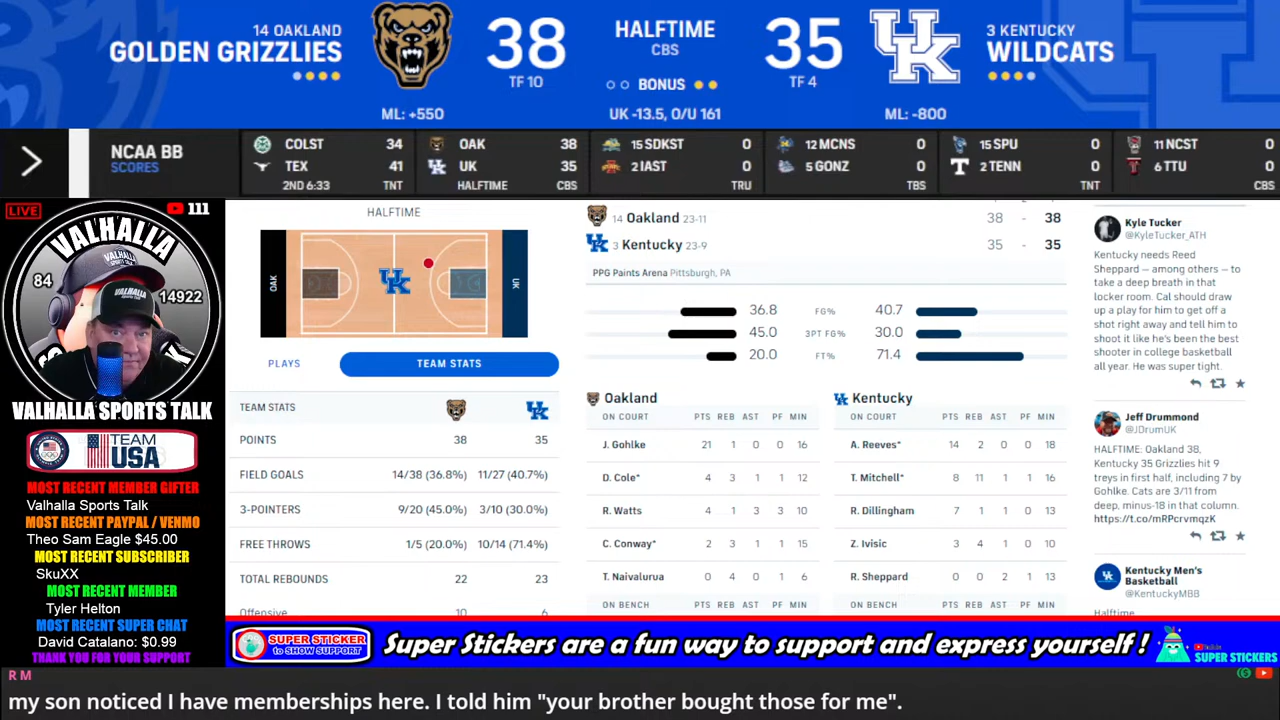 14 OAKLAND
GOLDEN GRIZZLIES
38
TF 10
ML: +550
HALFTIME
CBS
BONUS
UK -13.5, O/U 161
35
TF 4
ML: -800
3 KENTUCKY
WILDCATS
NCAA BB
SCORES
COLST 34
TEX 41
2ND 6:33 TNT
OAK 38
UK 35
HALFTIME CBS
15 SDKST 0
2 IAST 0
TRU
12 MCNS 0
5 GONZ 0
TBS
15 SPU 0
2 TENN 0
TNT
11 NCST 0
6 TTU 0
CBS
LIVE
111
VALHALLA
84
14922
VALHALLA SPORTS TALK
TEAM
USA
MOST RECENT MEMBER GIFTER
Valhalla Sports Talk
MOST RECENT PAYPAL / VENMO
Theo Sam Eagle $45.00
MOST RECENT SUBSCRIBER
SkuXX
MOST RECENT MEMBER
Tyler Helton
MOST RECENT SUPER CHAT
David Catalano: $0.99
THANK YOU FOR YOUR SUPPORT
HALFTIME
OAK
UK
UK
PLAYS
TEAM STATS
TEAM STATS
POINTS 38 35
FIELD GOALS 14/38 (36.8%) 11/27 (40.7%)
3-POINTERS 9/20 (45.0%) 3/10 (30.0%)
FREE THROWS 1/5 (20.0%) 10/14 (71.4%)
TOTAL REBOUNDS 22 23
Offensive 10 6
14 Oakland 23-11 38 - 38
3 Kentucky 23-9 35 - 35
PPG Paints Arena Pittsburgh, PA
36.8 FG% 40.7
45.0 3PT FG% 30.0
20.0 FT% 71.4
Oakland
ON COURT PTS REB AST PF MIN
J. Gohlke 21 1 0 0 16
D. Cole* 4 3 1 1 12
R. Watts 4 1 3 3 10
C. Conway* 2 3 1 1 15
T. Naivalurua 0 4 0 1 6
ON BENCH PTS REB AST PF MIN
Kentucky
ON COURT PTS REB AST PF MIN
A. Reeves* 14 2 0 0 18
T. Mitchell* 8 11 1 1 16
R. Dillingham 7 1 1 0 13
Z. Ivisic 3 4 1 0 10
R. Sheppard 0 0 2 1 13
ON BENCH PTS REB AST PF MIN
Kyle Tucker
@KyleTucker_ATH
Kentucky needs Reed
Sheppard — among others — to
take a deep breath in that
locker room. Cal should draw
up a play for him to get off a
shot right away and tell him to
shoot it like he's been the best
shooter in college basketball
all year. He was super tight.
Jeff Drummond
@JDrumUK
HALFTIME: Oakland 38,
Kentucky 35 Grizzlies hit 9
treys in first half, including 7 by
Gohlke. Cats are 3/11 from
deep, minus-18 in that column.
https://t.co/mRPcrvmqzK
Kentucky Men's
Basketball
@KentuckyMBB
Halftime
SUPER STICKER
to SHOW SUPPORT
Super Stickers are a fun way to support and express yourself !
SUPER STICKERS
R M
my son noticed I have memberships here. I told him "your brother bought those for me".